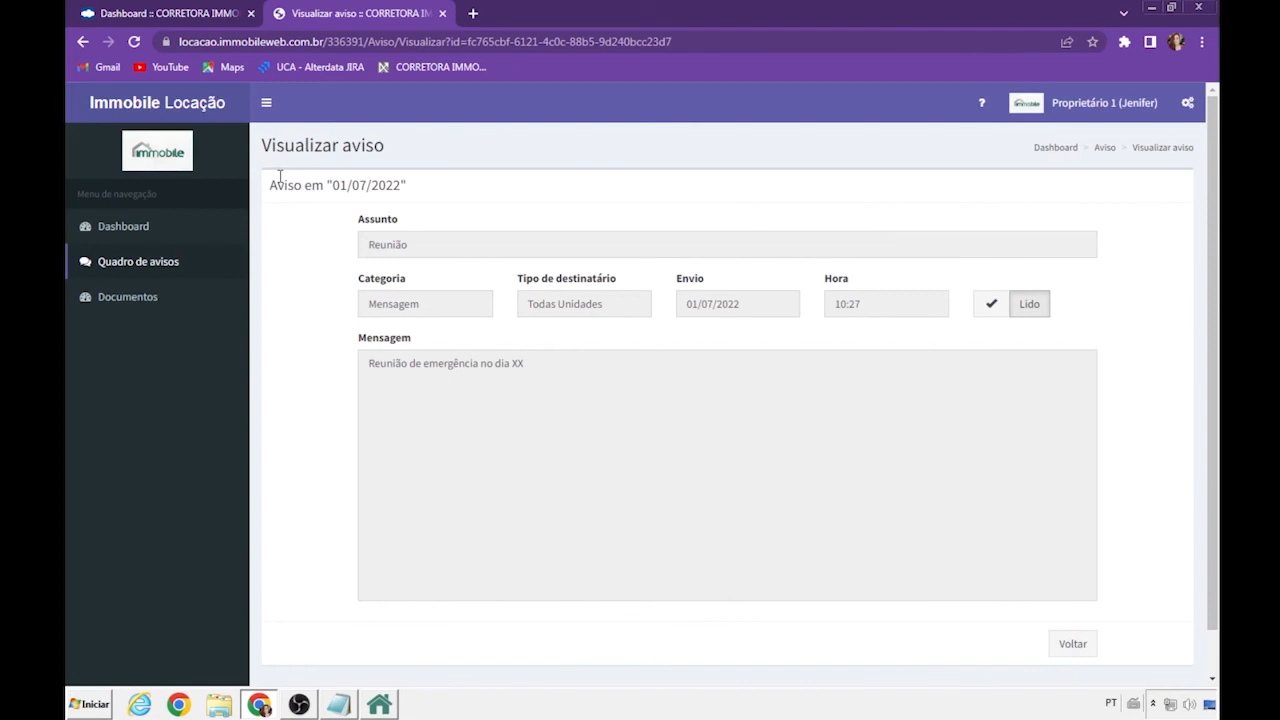 Dashboard :: CORRETORA IMMO
Visualizar aviso :: CORRETORA IM
locacao.immobileweb.com.br/336391/Aviso/Visualizar?id=fc765cbf-6121-4c0c-88b5-9d240bcc23d7
Gmail
YouTube
Maps
UCA - Alterdata JIRA
CORRETORA IMMO...
Immobile Locação
?
immobile
Proprietário 1 (Jenifer)
immobile
Visualizar aviso
Dashboard
Aviso
Visualizar aviso
Menu de navegação
Aviso em "01/07/2022"
Dashboard
Quadro de avisos
Documentos
Assunto
Reunião
Categoria
Tipo de destinatário
Envio
Hora
Mensagem
Todas Unidades
01/07/2022
10:27
Lido
Mensagem
Reunião de emergência no dia XX
Voltar
Iniciar
PT